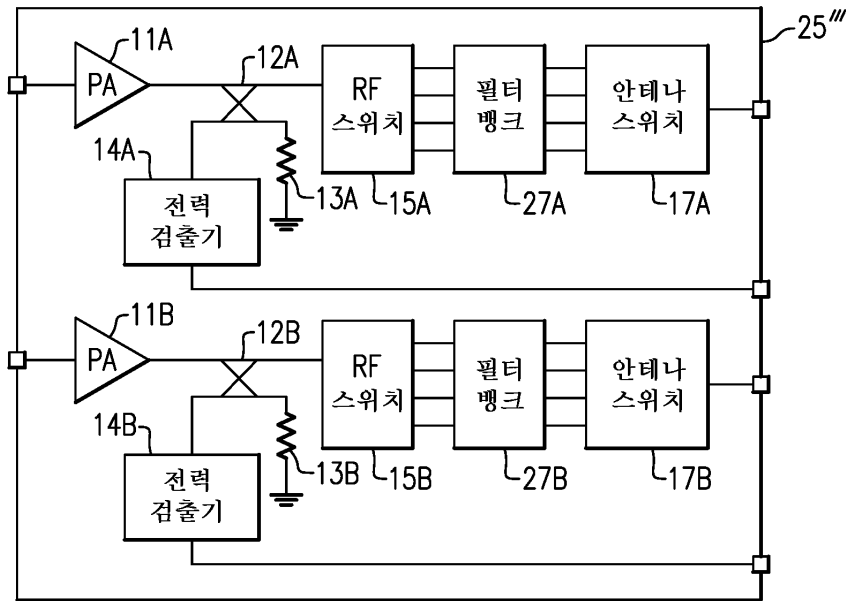 25'''
11A
PA
12A
RF
스위치
필터
뱅크
안테나
스위치
14A
전력
검출기
13A
15A
27A
17A
11B
PA
12B
RF
스위치
필터
뱅크
안테나
스위치
14B
전력
검출기
13B
15B
27B
17B